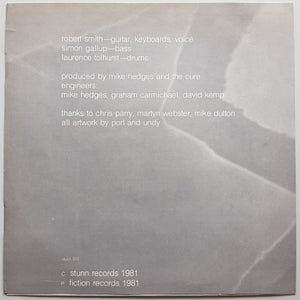 robert smith—guitar, keyboards, voice
simon gallup—bass
laurence tolhurst—drums
produced by mike hedges and the cure
engineers:
mike hedges, graham carmichael, david kemp
thanks to chris parry, martyn webster, mike dutton
all artwork by porl and undy
c stunn records 1981
p fiction records 1981